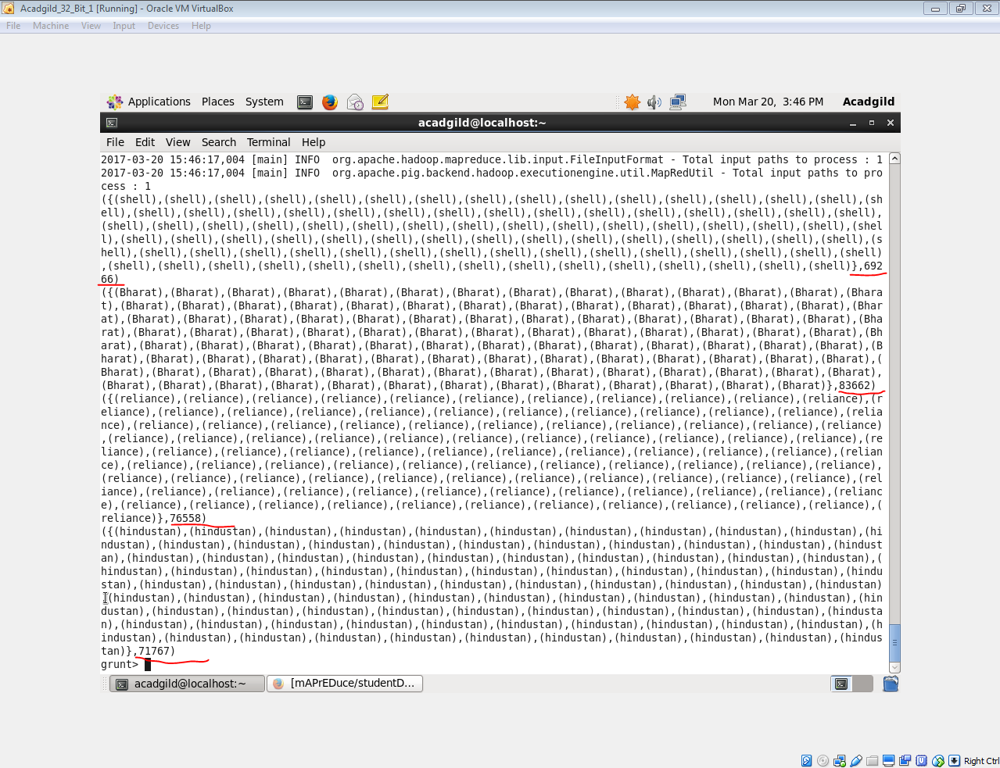 Acadgild_32_Bit_1 [Running] - Oracle VM VirtualBox
File Machine View Input Devices Help
Applications Places System Mon Mar 20, 3:46 PM Acadgild
acadgild@localhost:~
File Edit View Search Terminal Help
2017-03-20 15:46:17,004 [main] INFO  org.apache.hadoop.mapreduce.lib.input.FileInputFormat - Total input paths to process : 1
2017-03-20 15:46:17,004 [main] INFO  org.apache.pig.backend.hadoop.executionengine.util.MapRedUtil - Total input paths to pro
cess : 1
({(shell),(shell),(shell),(shell),(shell),(shell),(shell),(shell),(shell),(shell),(shell),(shell),(shell),(shell),(shell),(sh
ell),(shell),(shell),(shell),(shell),(shell),(shell),(shell),(shell),(shell),(shell),(shell),(shell),(shell),(shell),(shell),
(shell),(shell),(shell),(shell),(shell),(shell),(shell),(shell),(shell),(shell),(shell),(shell),(shell),(shell),(shell),(shel
l),(shell),(shell),(shell),(shell),(shell),(shell),(shell),(shell),(shell),(shell),(shell),(shell),(shell),(shell),(shell),(s
hell),(shell),(shell),(shell),(shell),(shell),(shell),(shell),(shell),(shell),(shell),(shell),(shell),(shell),(shell),(shell)
,(shell),(shell),(shell),(shell),(shell),(shell),(shell),(shell),(shell),(shell),(shell),(shell),(shell),(shell),(shell)},692
66)
({(Bharat),(Bharat),(Bharat),(Bharat),(Bharat),(Bharat),(Bharat),(Bharat),(Bharat),(Bharat),(Bharat),(Bharat),(Bharat),(Bhara
t),(Bharat),(Bharat),(Bharat),(Bharat),(Bharat),(Bharat),(Bharat),(Bharat),(Bharat),(Bharat),(Bharat),(Bharat),(Bharat),(Bhar
at),(Bharat),(Bharat),(Bharat),(Bharat),(Bharat),(Bharat),(Bharat),(Bharat),(Bharat),(Bharat),(Bharat),(Bharat),(Bharat),(Bha
rat),(Bharat),(Bharat),(Bharat),(Bharat),(Bharat),(Bharat),(Bharat),(Bharat),(Bharat),(Bharat),(Bharat),(Bharat),(Bharat),(Bh
arat),(Bharat),(Bharat),(Bharat),(Bharat),(Bharat),(Bharat),(Bharat),(Bharat),(Bharat),(Bharat),(Bharat),(Bharat),(Bharat),(B
harat),(Bharat),(Bharat),(Bharat),(Bharat),(Bharat),(Bharat),(Bharat),(Bharat),(Bharat),(Bharat),(Bharat),(Bharat),(Bharat),(
Bharat),(Bharat),(Bharat),(Bharat),(Bharat),(Bharat),(Bharat),(Bharat),(Bharat),(Bharat),(Bharat),(Bharat),(Bharat),(Bharat),
(Bharat),(Bharat),(Bharat),(Bharat),(Bharat),(Bharat),(Bharat),(Bharat),(Bharat),(Bharat),(Bharat),(Bharat),(Bharat)},83662)
({(reliance),(reliance),(reliance),(reliance),(reliance),(reliance),(reliance),(reliance),(reliance),(reliance),(reliance),(r
eliance),(reliance),(reliance),(reliance),(reliance),(reliance),(reliance),(reliance),(reliance),(reliance),(reliance),(relia
nce),(reliance),(reliance),(reliance),(reliance),(reliance),(reliance),(reliance),(reliance),(reliance),(reliance),(reliance)
,(reliance),(reliance),(reliance),(reliance),(reliance),(reliance),(reliance),(reliance),(reliance),(reliance),(reliance),(re
liance),(reliance),(reliance),(reliance),(reliance),(reliance),(reliance),(reliance),(reliance),(reliance),(reliance),(relian
ce),(reliance),(reliance),(reliance),(reliance),(reliance),(reliance),(reliance),(reliance),(reliance),(reliance),(reliance),
(reliance),(reliance),(reliance),(reliance),(reliance),(reliance),(reliance),(reliance),(reliance),(reliance),(reliance),(rel
iance),(reliance),(reliance),(reliance),(reliance),(reliance),(reliance),(reliance),(reliance),(reliance),(reliance),(relianc
e),(reliance),(reliance),(reliance),(reliance),(reliance),(reliance),(reliance),(reliance),(reliance),(reliance),(reliance),(
reliance)},76558)
({(hindustan),(hindustan),(hindustan),(hindustan),(hindustan),(hindustan),(hindustan),(hindustan),(hindustan),(hindustan),(hi
ndustan),(hindustan),(hindustan),(hindustan),(hindustan),(hindustan),(hindustan),(hindustan),(hindustan),(hindustan),(hindust
an),(hindustan),(hindustan),(hindustan),(hindustan),(hindustan),(hindustan),(hindustan),(hindustan),(hindustan),(hindustan),(
hindustan),(hindustan),(hindustan),(hindustan),(hindustan),(hindustan),(hindustan),(hindustan),(hindustan),(hindustan),(hindu
stan),(hindustan),(hindustan),(hindustan),(hindustan),(hindustan),(hindustan),(hindustan),(hindustan),(hindustan),(hindustan)
,(hindustan),(hindustan),(hindustan),(hindustan),(hindustan),(hindustan),(hindustan),(hindustan),(hindustan),(hindustan),(hin
dustan),(hindustan),(hindustan),(hindustan),(hindustan),(hindustan),(hindustan),(hindustan),(hindustan),(hindustan),(hindusta
n),(hindustan),(hindustan),(hindustan),(hindustan),(hindustan),(hindustan),(hindustan),(hindustan),(hindustan),(hindustan),(h
industan),(hindustan),(hindustan),(hindustan),(hindustan),(hindustan),(hindustan),(hindustan),(hindustan),(hindustan),(hindus
tan)},71767)
grunt>
acadgild@localhost:~ [mAPrEDuce/studentD...
Right Ctrl